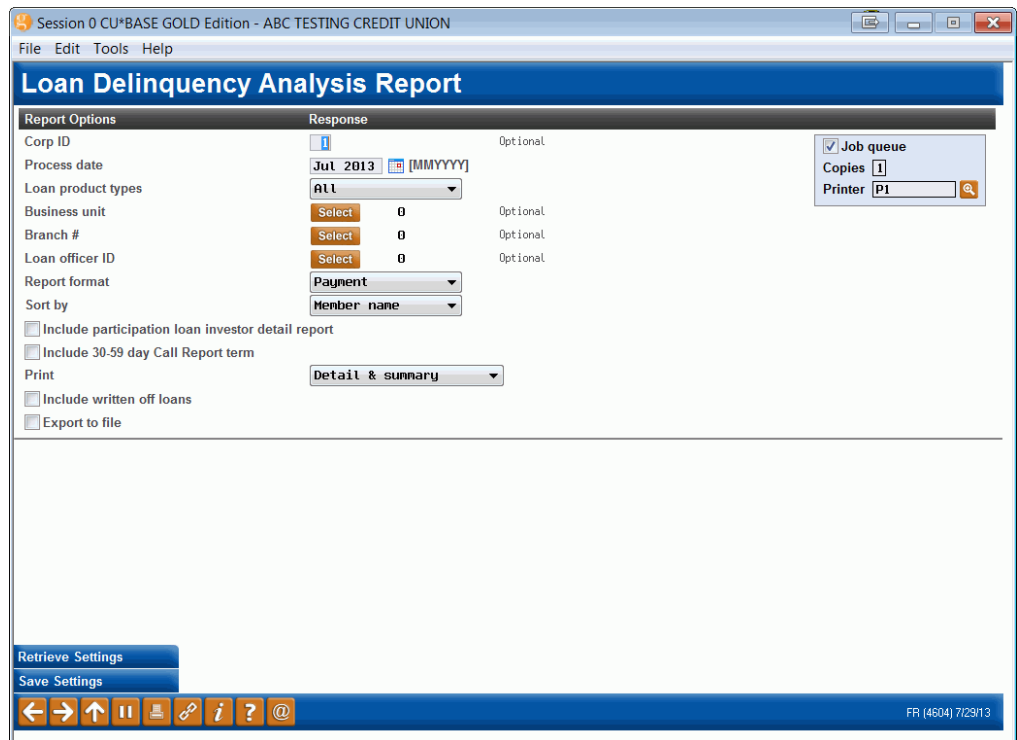 Session 0 CU*BASE GOLD Edition - ABC TESTING CREDIT UNION
File Edit Tools Help
Loan Delinquency Analysis Report
Report Options Response
Corp ID 1 Optional
Process date Jul 2013 [MMYYYY]
Loan product types All
Business unit Select 0 Optional
Branch # Select 0 Optional
Loan officer ID Select 0 Optional
Report format Payment
Sort by Member name
Include participation loan investor detail report
Include 30-59 day Call Report term
Print Detail & summary
Include written off loans
Export to file
Job queue
Copies 1
Printer P1
Retrieve Settings
Save Settings
i ? @
FR (4604) 7/29/13